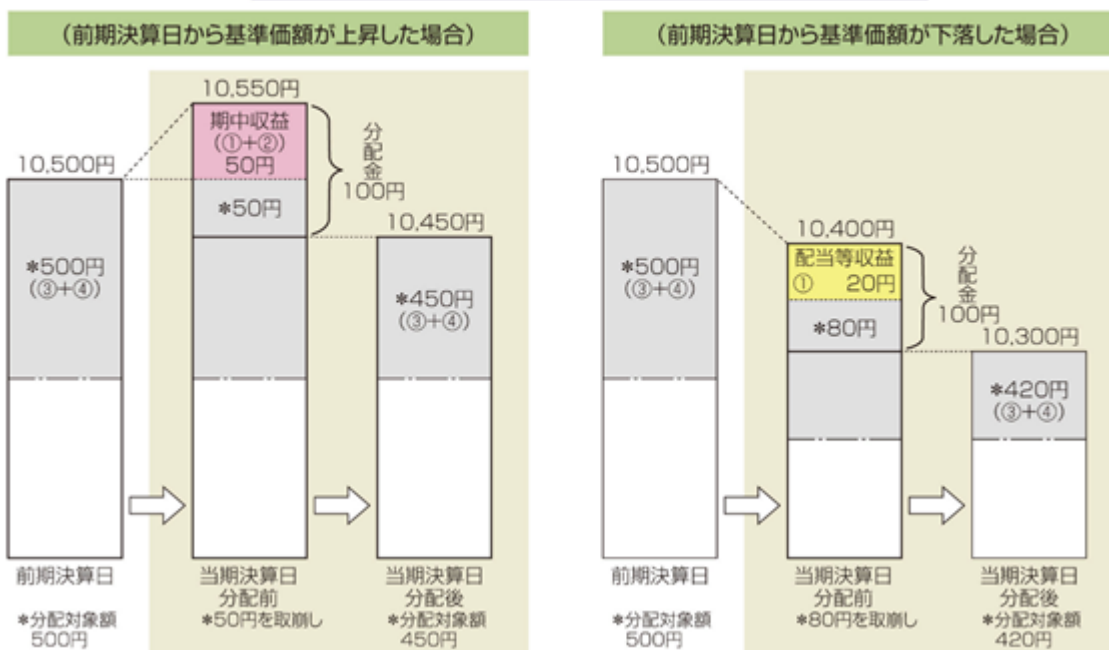 (前期決算日から基準価額が上昇した場合)
10,500円
*500円
(③+④)
前期決算日
*分配対象額
500円
10,550円
期中収益
(①+②)
50円
*50円
分配金
100円
当期決算日
分配前
*50円を取崩し
10,450円
*450円
(③+④)
当期決算日
分配後
*分配対象額
450円
(前期決算日から基準価額が下落した場合)
10,500円
*500円
(③+④)
前期決算日
*分配対象額
500円
10,400円
配当等収益
① 20円
*80円
分配金
100円
当期決算日
分配前
*80円を取崩し
10,300円
*420円
(③+④)
当期決算日
分配後
*分配対象額
420円